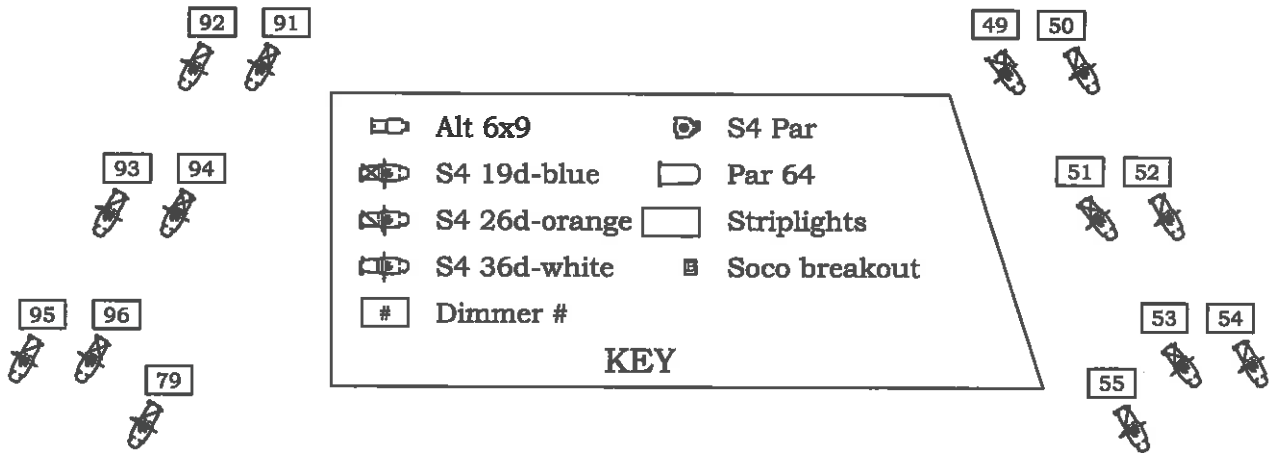 92 91
49 50
Alt 6x9
S4 Par
93 94
S4 19d-blue
Par 64
51 52
S4 26d-orange
Striplights
S4 36d-white
Soco breakout
95 96
# Dimmer #
53 54
KEY
79
55